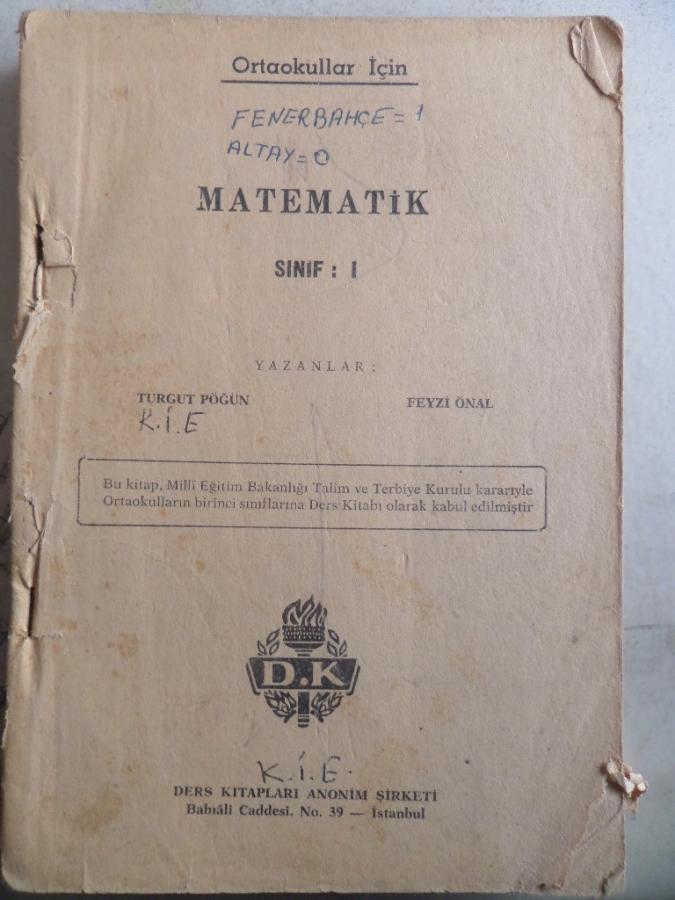 Ortaokullar İçin
FENERBAHÇE = 1
ALTAY = 0
MATEMATİK
SINIF : I
YAZANLAR :
TURGUT PÖĞÜN FEYZİ ÖNAL
K.İ.E
Bu kitap, Millî Eğitim Bakanlığı Talim ve Terbiye Kurulu kararıyle
Ortaokulların birinci sınıflarına Ders Kitabı olarak kabul edilmiştir
D.K
K.İ.E.
DERS KİTAPLARI ANONİM ŞİRKETİ
Babıâli Caddesi. No. 39 — İstanbul